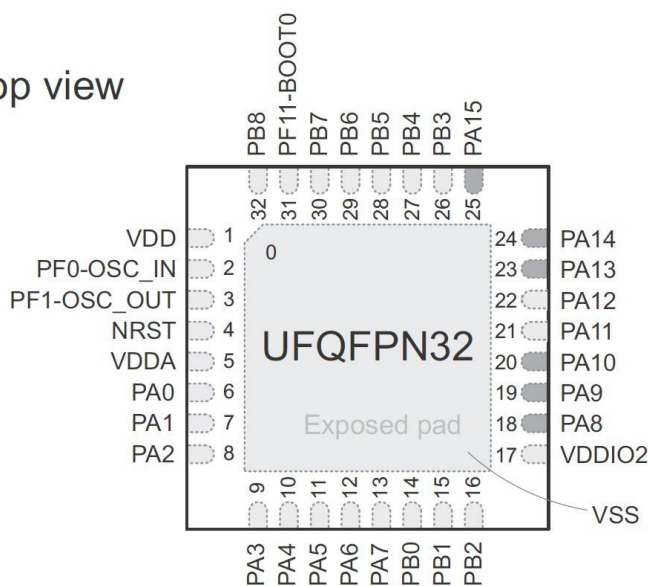 op view
PB8
PF11-BOOT0
PB7
PB6
PB5
PB4
PB3
PA15
32
31
30
29
28
27
26
25
VDD 1
PF0-OSC_IN 2
PF1-OSC_OUT 3
NRST 4
VDDA 5
PA0 6
PA1 7
PA2 8
0
UFQFPN32
Exposed pad
24 PA14
23 PA13
22 PA12
21 PA11
20 PA10
19 PA9
18 PA8
17 VDDIO2
VSS
9
10
11
12
13
14
15
16
PA3
PA4
PA5
PA6
PA7
PB0
PB1
PB2